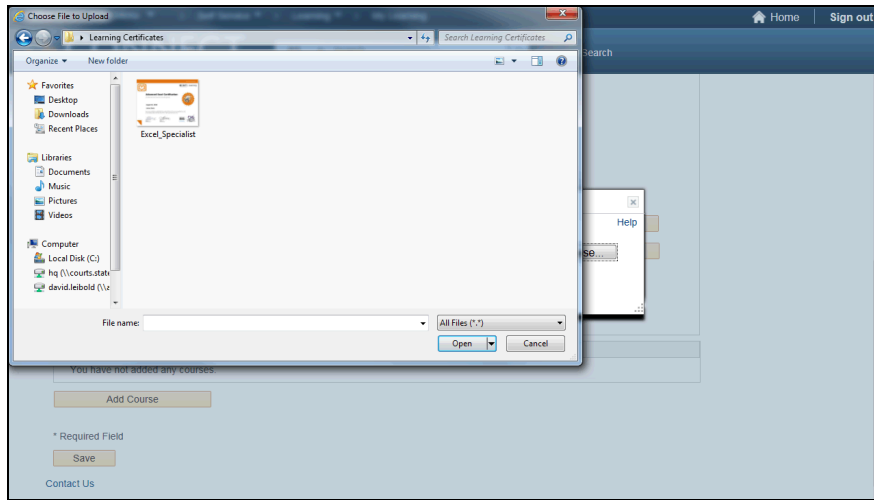 Choose File to Upload
Home
Sign out
Learning Certificates
Search Learning Certificates
Search
Organize
New folder
Favorites
Desktop
Downloads
Recent Places
Excel_Specialist
Libraries
Documents
Music
Pictures
Videos
Help
Computer
Local Disk (C:)
se...
hq (\\courts.state
david.leibold (\\a
File name:
All Files (*.*)
Open
Cancel
You have not added any courses.
Add Course
* Required Field
Save
Contact Us